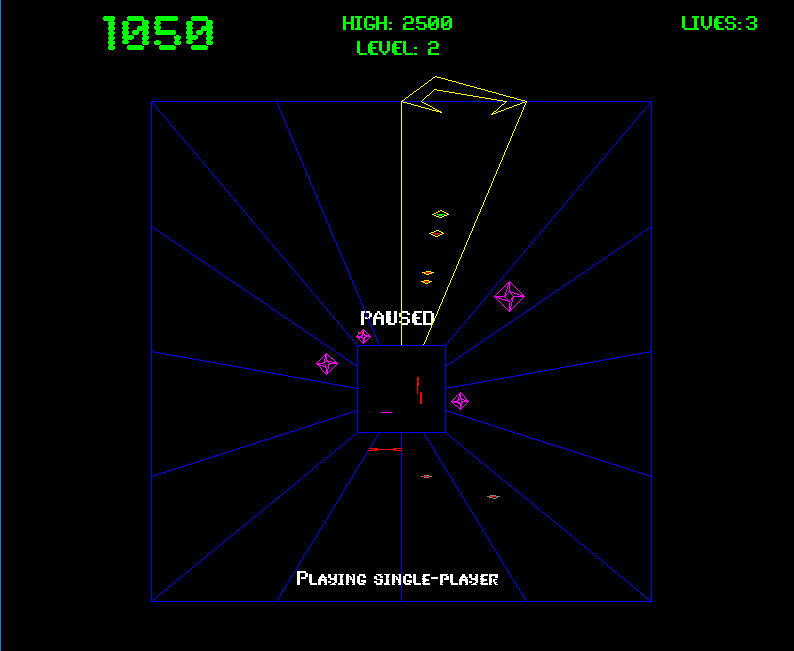 1050
HIGH: 2500
LEVEL: 2
LIVES:3
PAUSED
PLAYING SINGLE-PLAYER